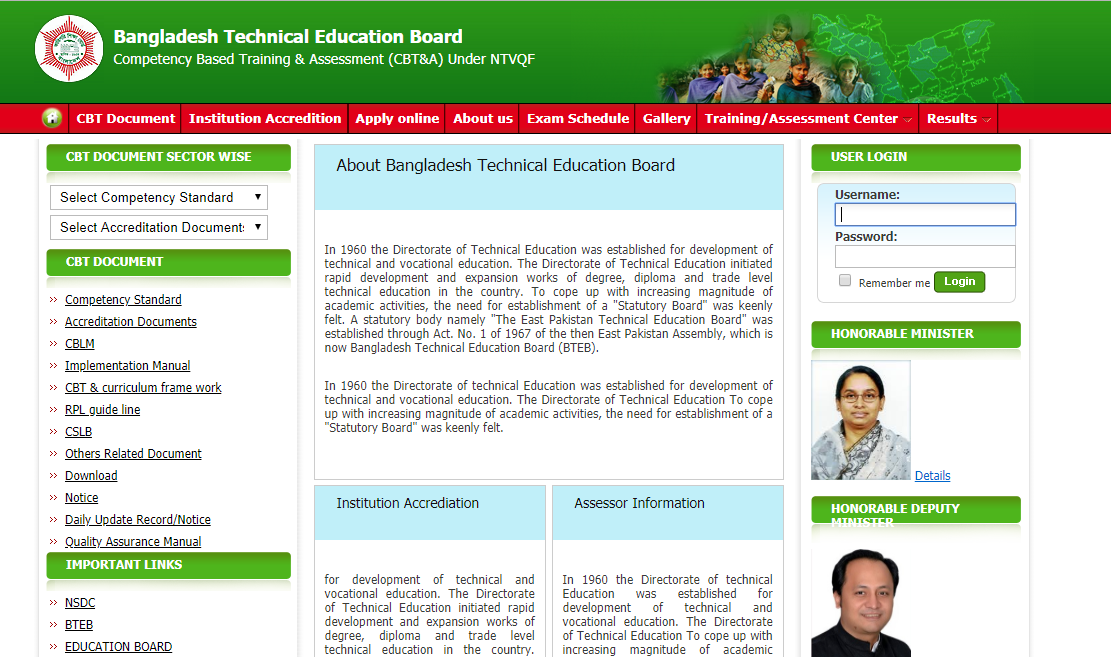 Bangladesh Technical Education Board
Competency Based Training & Assessment (CBT&A) Under NTVQF
CBT Document
Institution Accredition
Apply online
About us
Exam Schedule
Gallery
Training/Assessment Center
Results
CBT DOCUMENT SECTOR WISE
Select Competency Standard
Select Accreditation Documents
CBT DOCUMENT
Competency Standard
Accreditation Documents
CBLM
Implementation Manual
CBT & curriculum frame work
RPL guide line
CSLB
Others Related Document
Download
Notice
Daily Update Record/Notice
Quality Assurance Manual
IMPORTANT LINKS
NSDC
BTEB
EDUCATION BOARD
About Bangladesh Technical Education Board
In 1960 the Directorate of Technical Education was established for development of
technical and vocational education. The Directorate of Technical Education initiated
rapid development and expansion works of degree, diploma and trade level
technical education in the country. To cope up with increasing magnitude of
academic activities, the need for establishment of a "Statutory Board" was keenly
felt. A statutory body namely "The East Pakistan Technical Education Board" was
established through Act. No. 1 of 1967 of the then East Pakistan Assembly, which is
now Bangladesh Technical Education Board (BTEB).
In 1960 the Directorate of technical Education was established for development of
technical and vocational education. The Directorate of Technical Education To cope
up with increasing magnitude of academic activities, the need for establishment of a
"Statutory Board" was keenly felt.
Institution Accrediation
for development of technical and
vocational education. The Directorate
of Technical Education initiated rapid
development and expansion works of
degree, diploma and trade level
technical education in the country.
Assessor Information
In 1960 the Directorate of technical
Education was established for
development of technical and
vocational education. The Directorate
of Technical Education To cope up with
increasing magnitude of academic
USER LOGIN
Username:
Password:
Remember me
Login
HONORABLE MINISTER
Details
HONORABLE DEPUTY
MINISTER